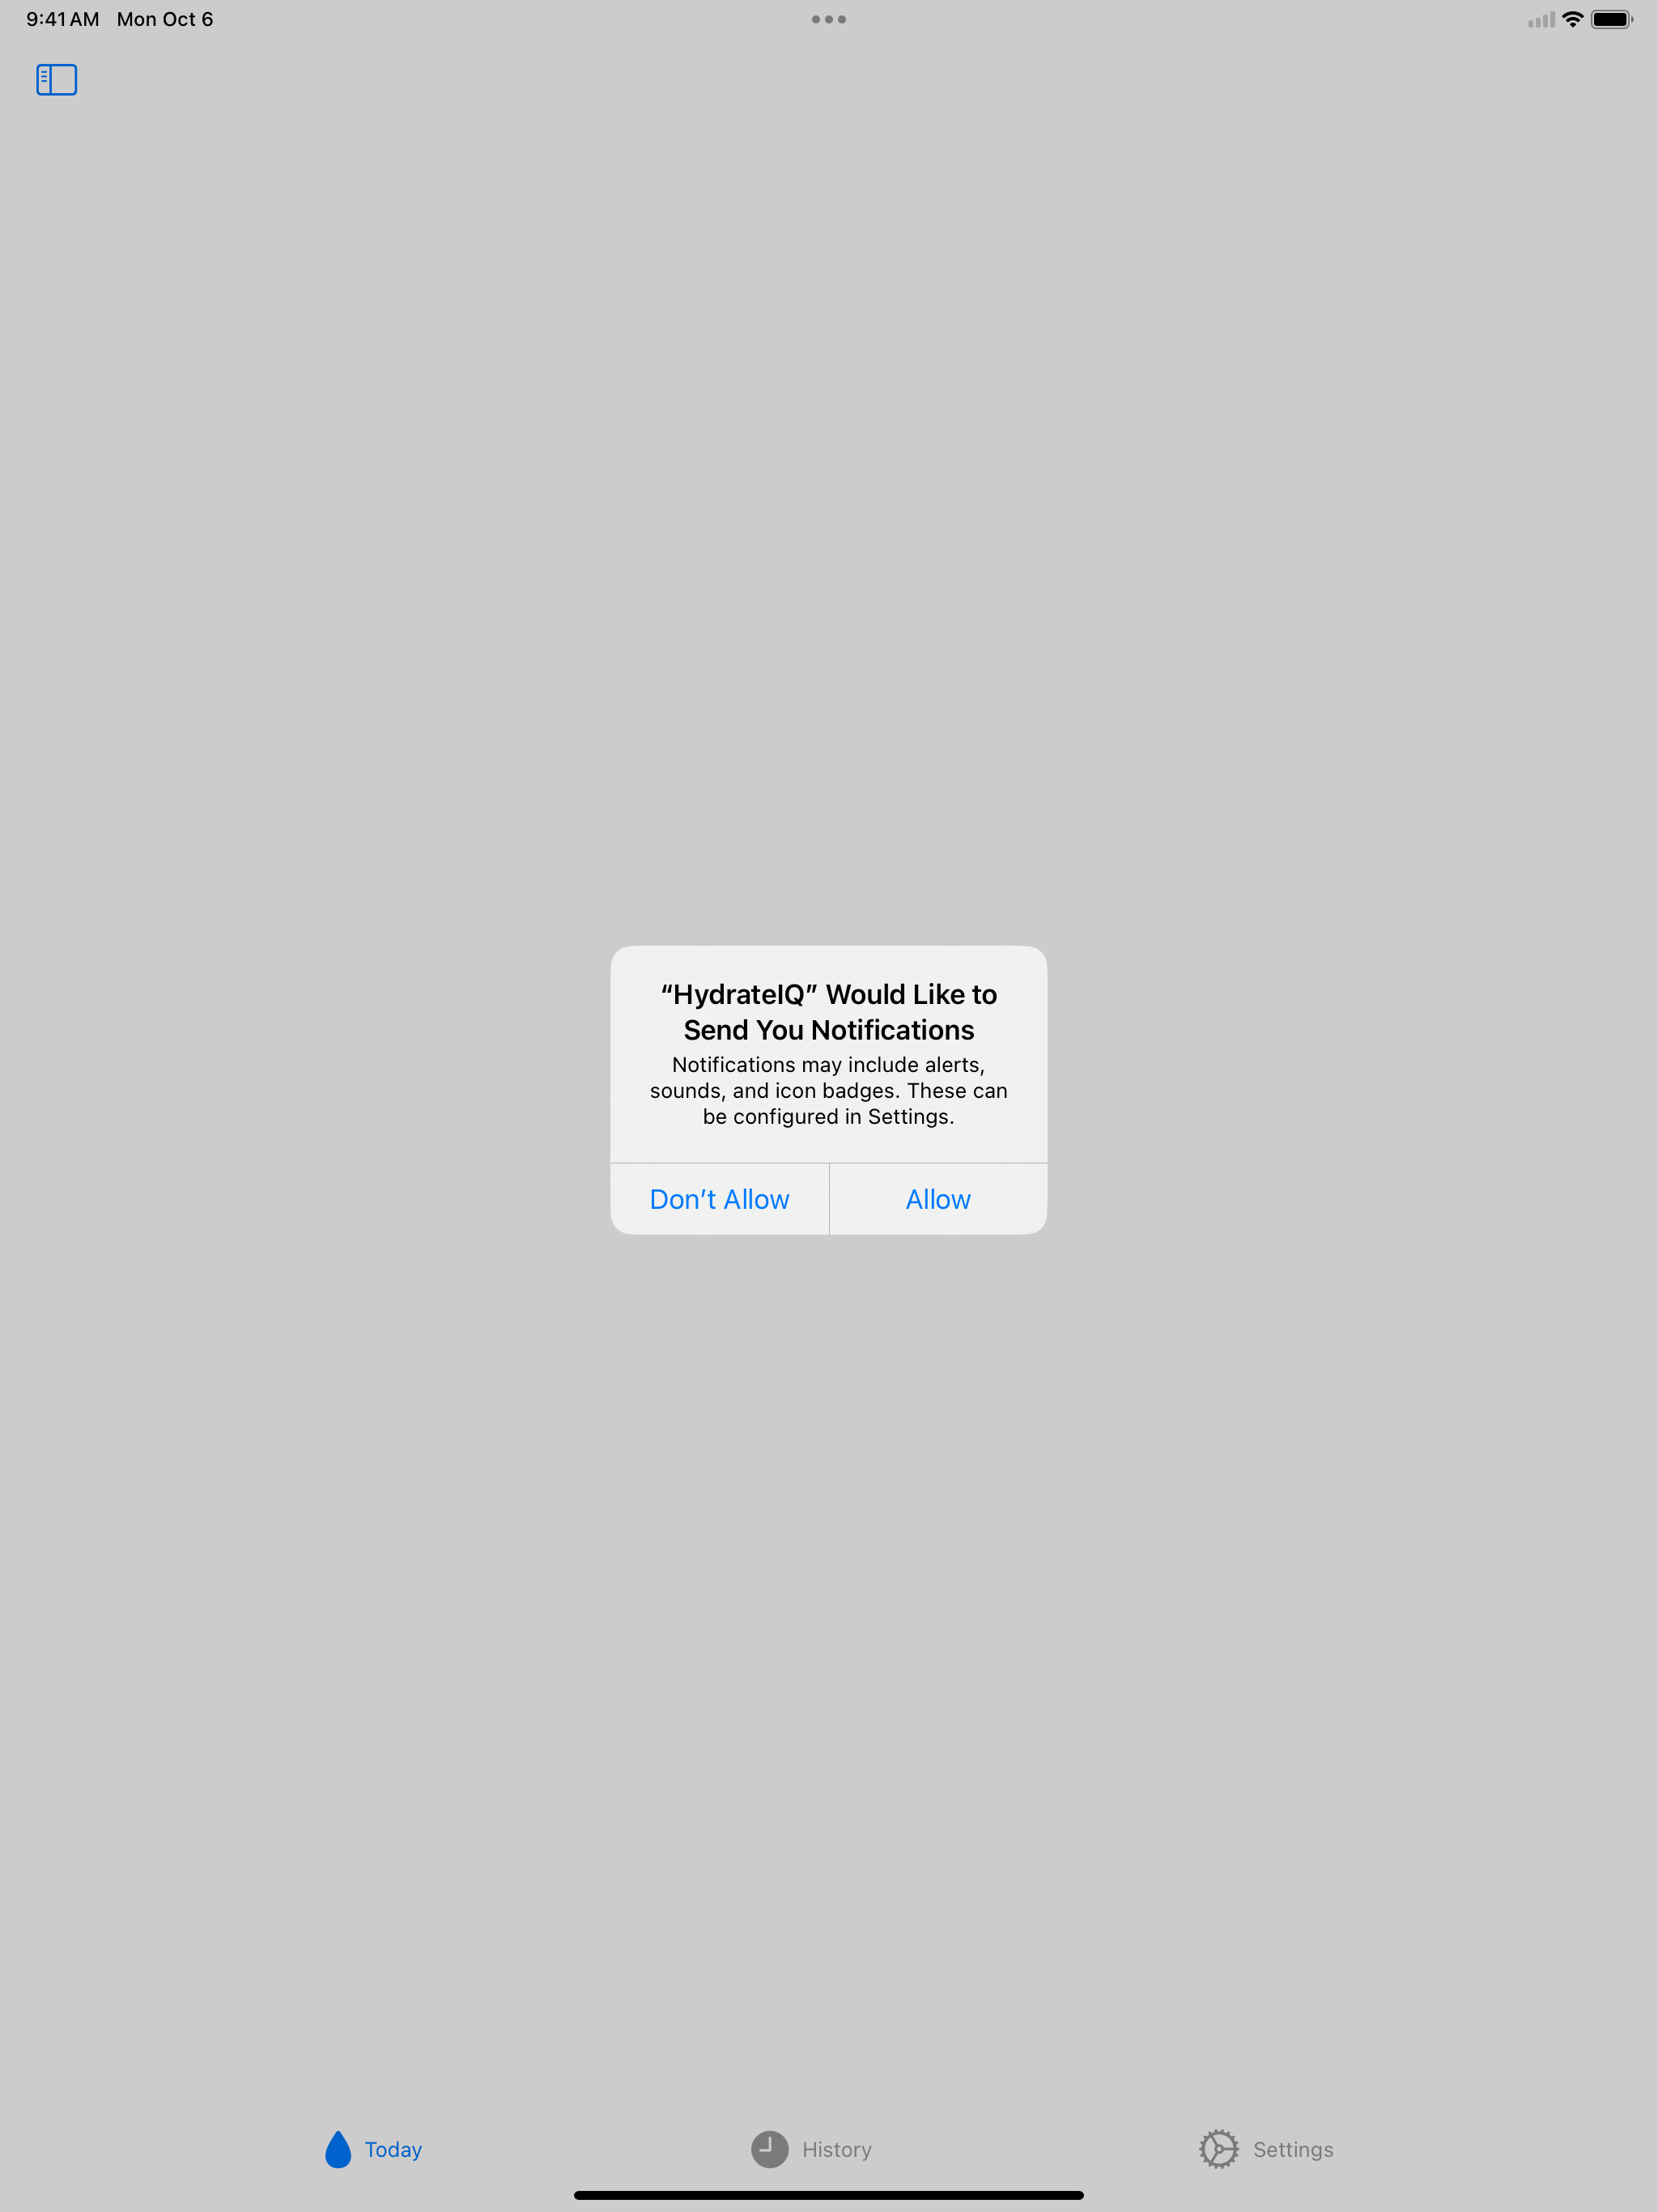 9:41 AM Mon Oct 6
“HydrateIQ” Would Like to
Send You Notifications
Notifications may include alerts,
sounds, and icon badges. These can
be configured in Settings.
Don’t Allow Allow
Today History Settings